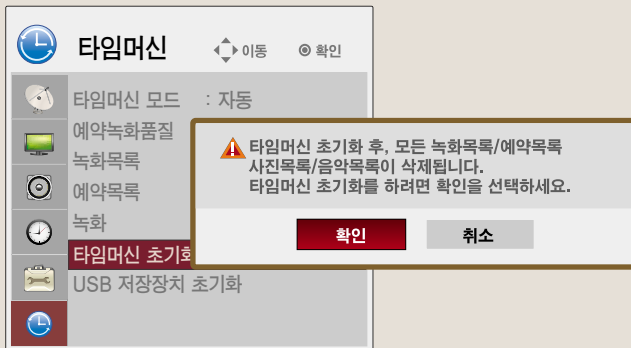 타임머신 이동 확인
타임머신 모드 : 자동
예약녹화품질
녹화목록
예약목록
녹화
타임머신 초기화
USB 저장장치 초기화
타임머신 초기화 후, 모든 녹화목록/예약목록
사진목록/음악목록이 삭제됩니다.
타임머신 초기화를 하려면 확인을 선택하세요.
확인 취소